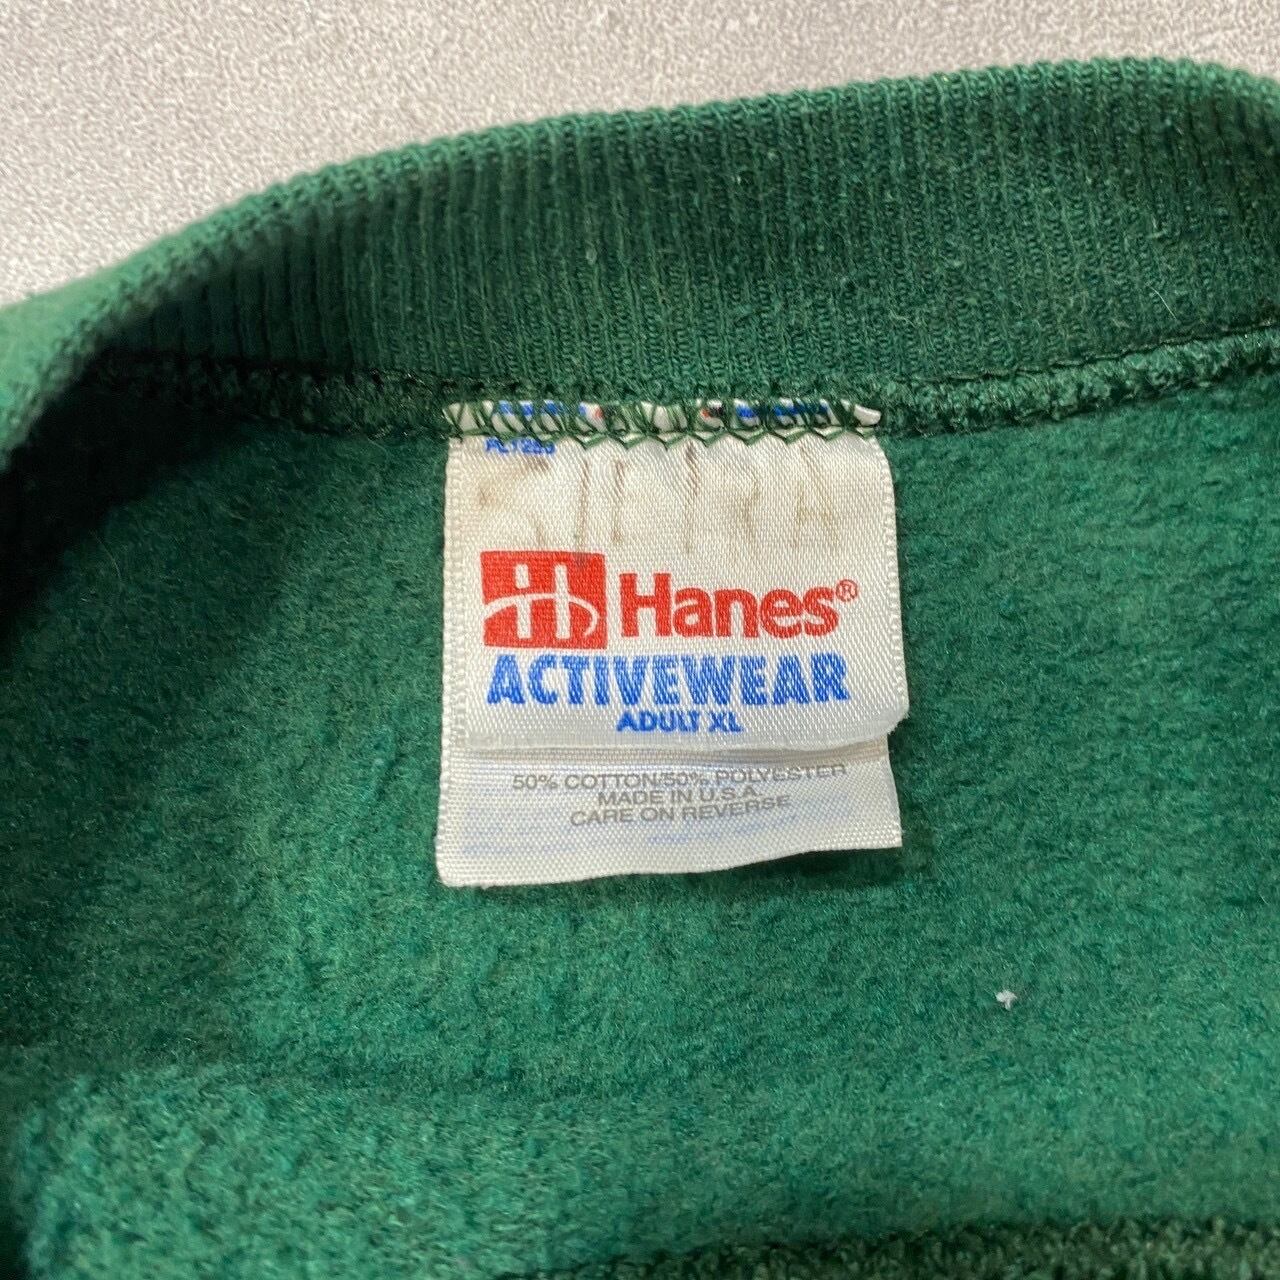 Hanes®
ACTIVEWEAR
ADULT XL
50% COTTON/50% POLYESTER
MADE IN U.S.A.
CARE ON REVERSE